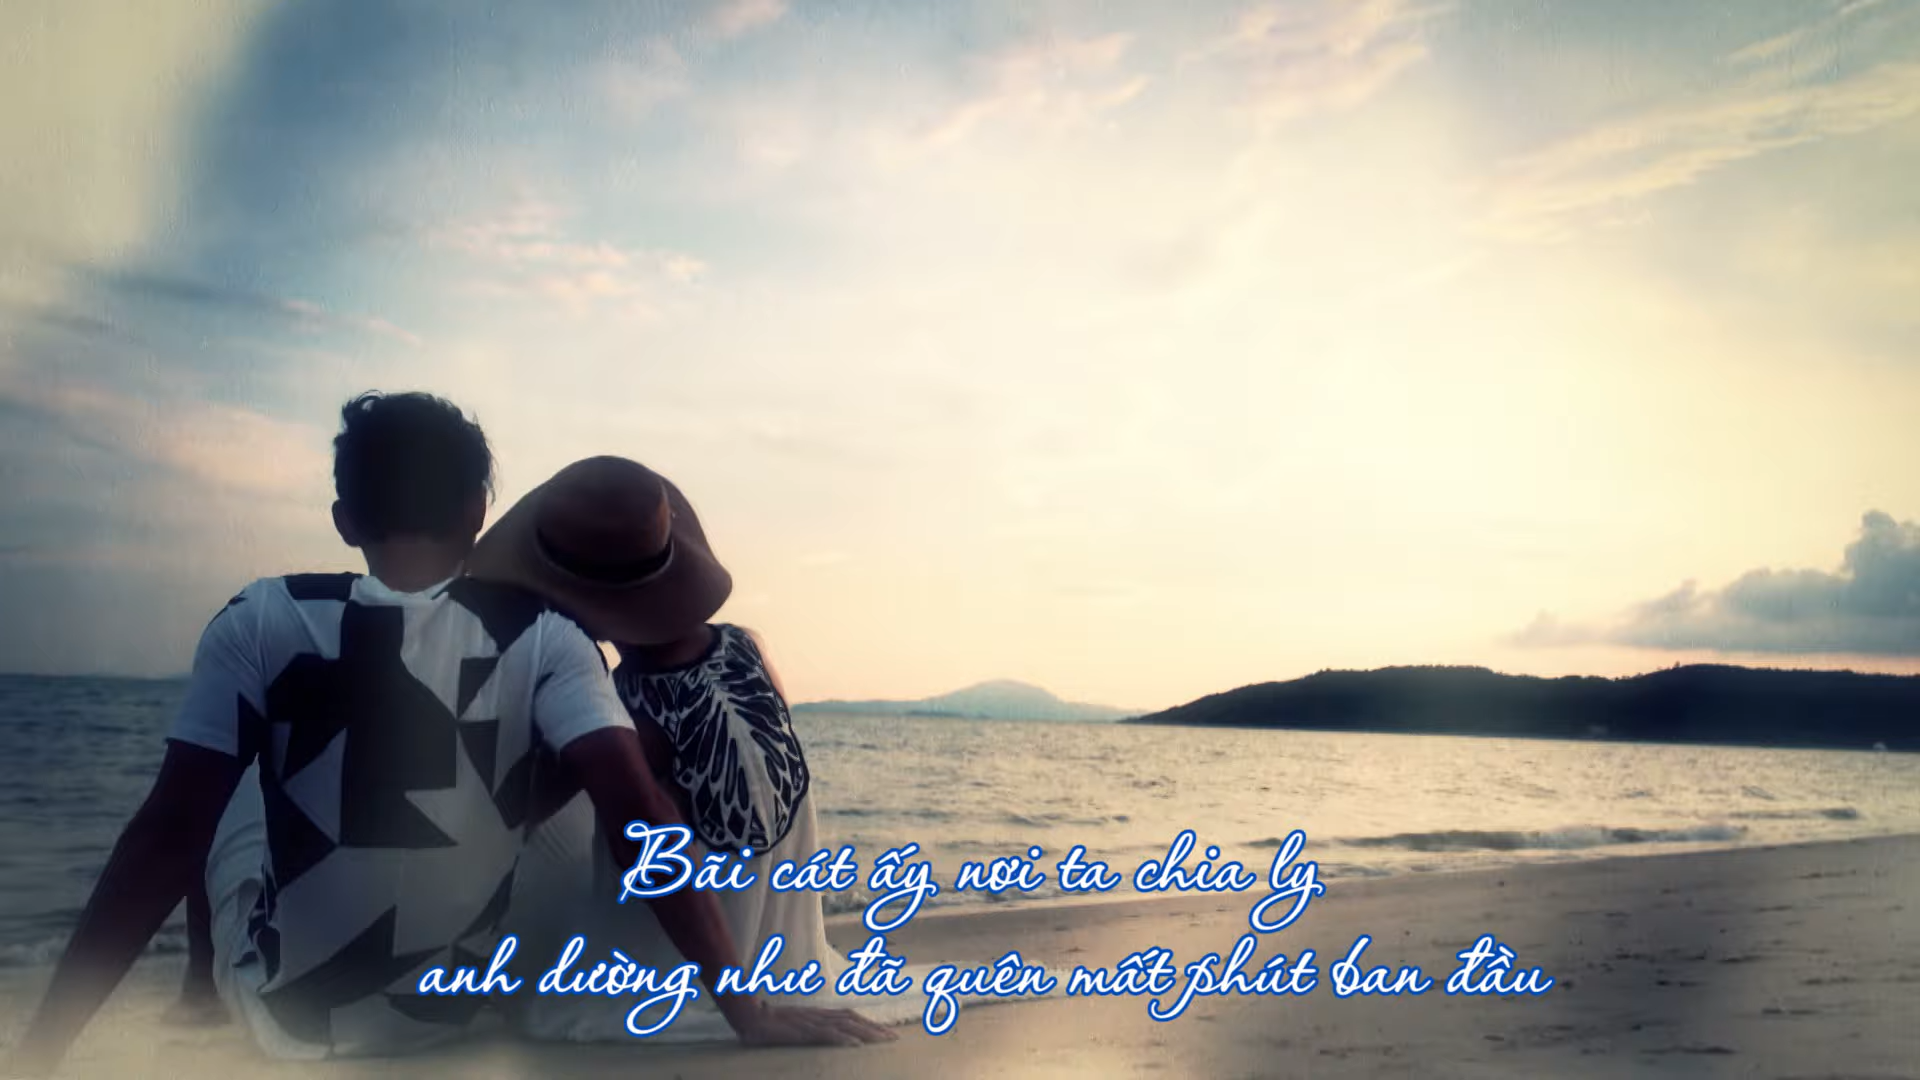 Bãi cát ấy nơi ta chia ly
anh dường như đã quên mất phút ban đầu